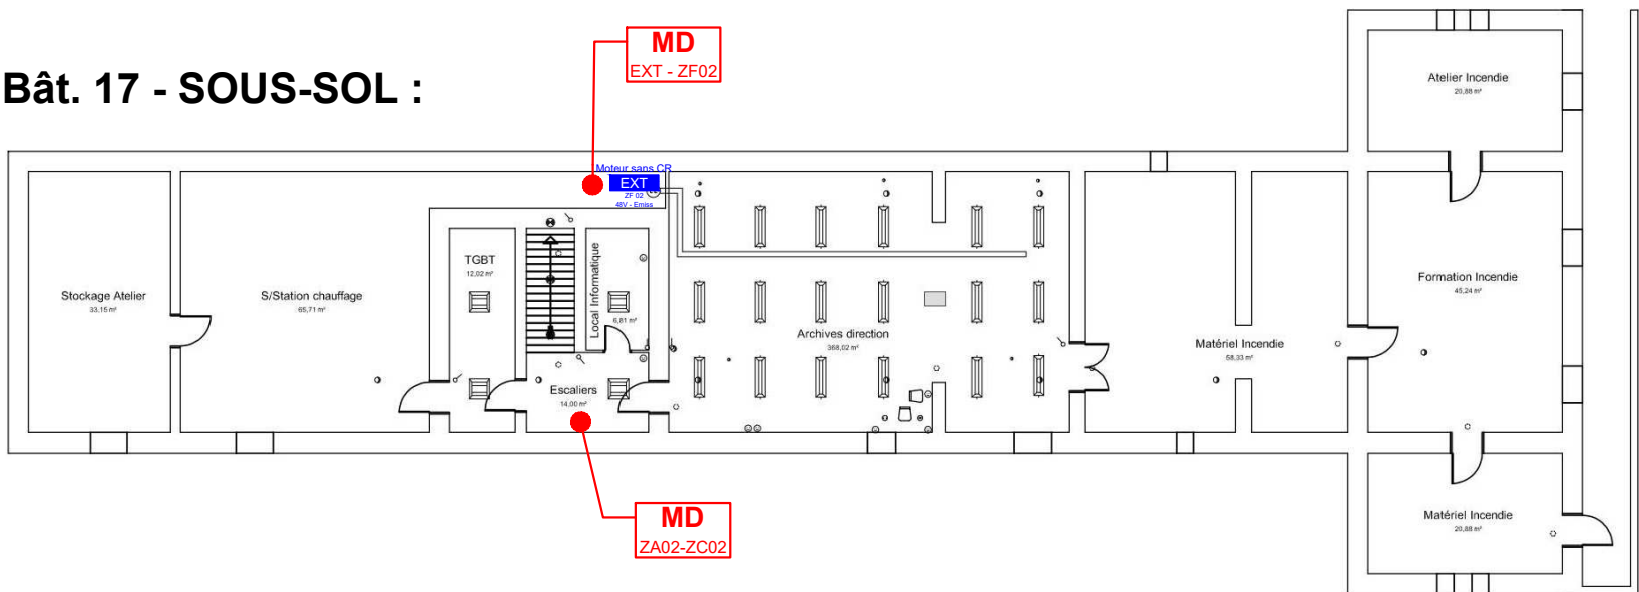 MD
EXT - ZF02
Bât. 17 - SOUS-SOL :
Atelier Incendie
20,88 m²
Moteur sans CR
EXT
ZF 02
48V - Emiss
TGBT
12,02 m²
Local Informatique
6,81 m²
Stockage Atelier
33,15 m²
S/Station chauffage
65,71 m²
Archives direction
368,02 m²
Matériel Incendie
58,33 m²
Formation Incendie
45,24 m²
Escaliers
14,00 m²
MD
ZA02-ZC02
Matériel Incendie
20,88 m²